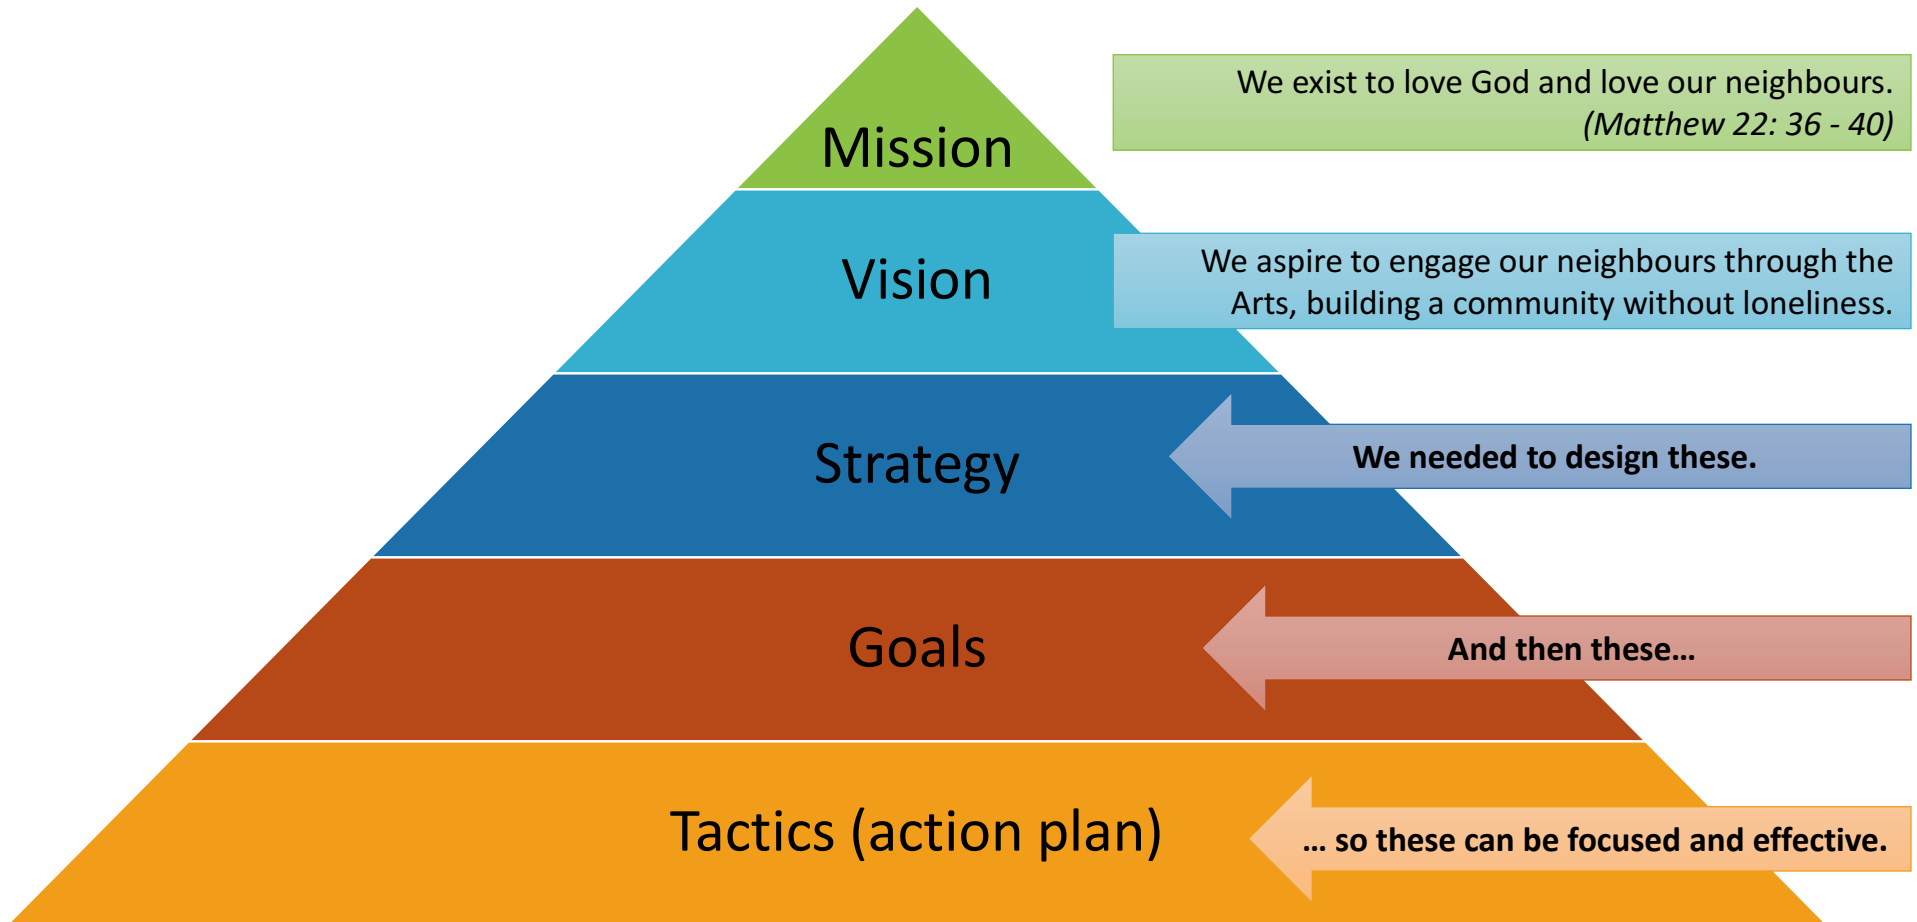 Mission
We exist to love God and love our neighbours.
(Matthew 22: 36 - 40)
Vision
We aspire to engage our neighbours through the
Arts, building a community without loneliness.
Strategy
We needed to design these.
Goals
And then these…
Tactics (action plan)
… so these can be focused and effective.